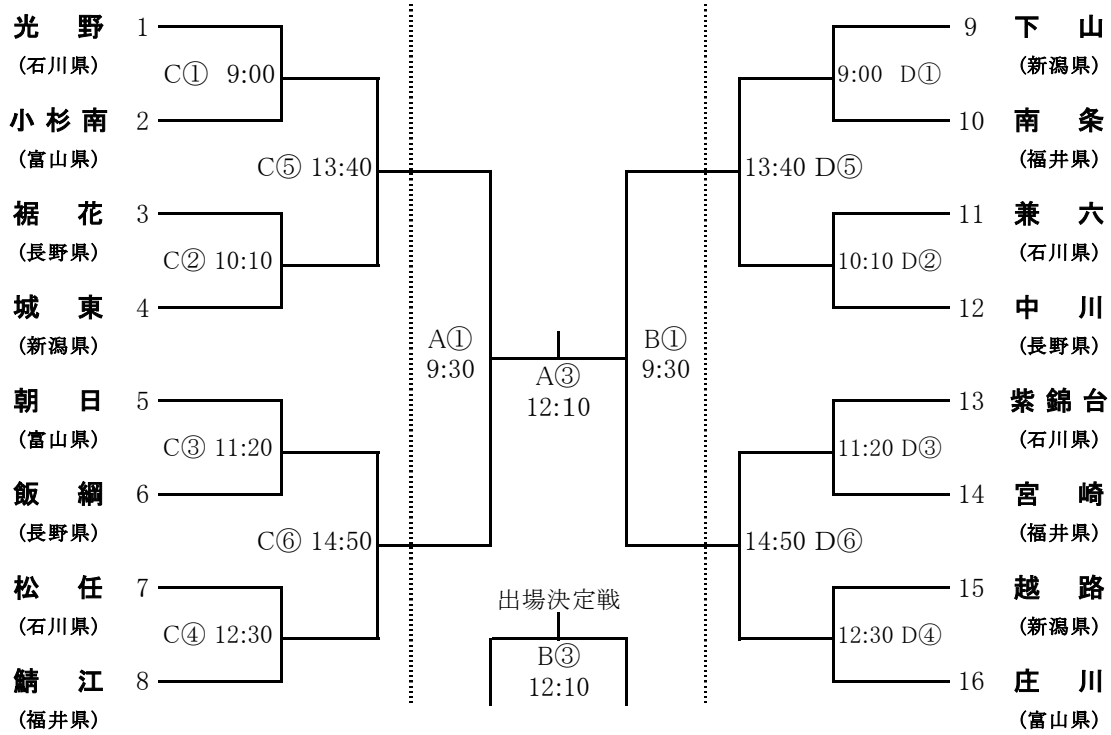 光野 1
(石川県)
C① 9:00
小杉南 2
(富山県)
C⑤ 13:40
裾花 3
(長野県)
C② 10:10
城東 4
(新潟県)
朝日 5
(富山県)
C③ 11:20
飯綱 6
(長野県)
C⑥ 14:50
松任 7
(石川県)
C④ 12:30
鯖江 8
(福井県)
A①
9:30
A③
12:10
B①
9:30
出場決定戦
B③
12:10
9 下山
(新潟県)
9:00 D①
10 南条
(福井県)
13:40 D⑤
11 兼六
(石川県)
10:10 D②
12 中川
(長野県)
13 紫錦台
(石川県)
11:20 D③
14 宮崎
(福井県)
14:50 D⑥
15 越路
(新潟県)
12:30 D④
16 庄川
(富山県)